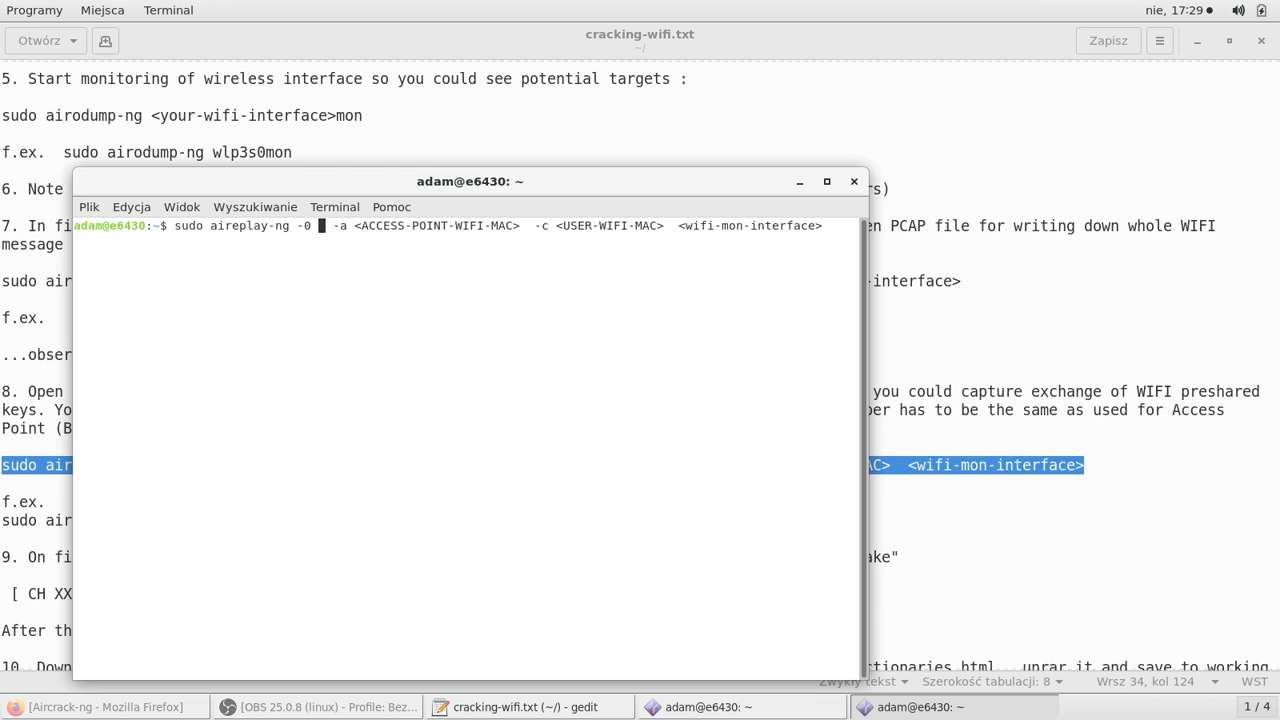 Programy Miejsca Terminal nie, 17:29
Otwórz cracking-wifi.txt Zapisz
~/
5. Start monitoring of wireless interface so you could see potential targets :
sudo airodump-ng <your-wifi-interface>mon
f.ex.  sudo airodump-ng wlp3s0mon
adam@e6430: ~
6. Note rs)
Plik Edycja Widok Wyszukiwanie Terminal Pomoc
adam@e6430:~$ sudo aireplay-ng -0   -a <ACCESS-POINT-WIFI-MAC>  -c <USER-WIFI-MAC>  <wifi-mon-interface>
7. In fi en PCAP file for writing down whole WIFI
message
sudo air -interface>
f.ex.
...obser
8. Open you could capture exchange of WIFI preshared
keys. Yo ber has to be the same as used for Access
Point (B
sudo air AC>  <wifi-mon-interface>
f.ex.
sudo air
9. On fi ake"
[ CH XX
After th
10. Down ctionaries.html...unrar it and save to working
Zwykły tekst Szerokość tabulacji: 8 Wrsz 34, kol 124 WST
[Aircrack-ng - Mozilla Firefox] [OBS 25.0.8 (linux) - Profile: Bez... cracking-wifi.txt (~/) - gedit adam@e6430: ~ adam@e6430: ~ 1 / 4